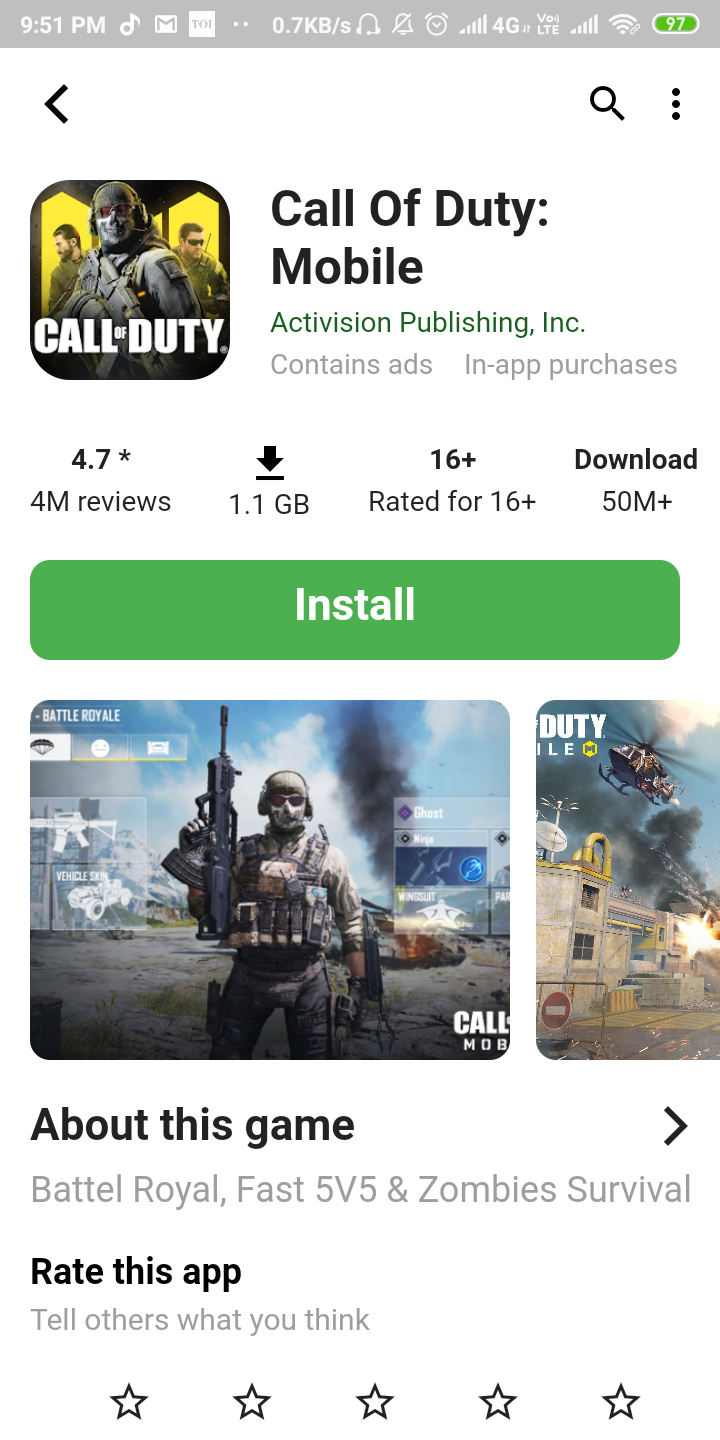 9:51 PM TOI 0.7KB/s 4G Vo) LTE 97
Call Of Duty:
Mobile
Activision Publishing, Inc.
Contains ads In-app purchases
CALL OF DUTY
4.7 * 16+ Download
4M reviews 1.1 GB Rated for 16+ 50M+
Install
- BATTLE ROYALE
Ghost
Ninja
VEHICLE SKIN
WINGSUIT
PAR
CALL
MOB
DUTY
ILE
About this game
Battel Royal, Fast 5V5 & Zombies Survival
Rate this app
Tell others what you think